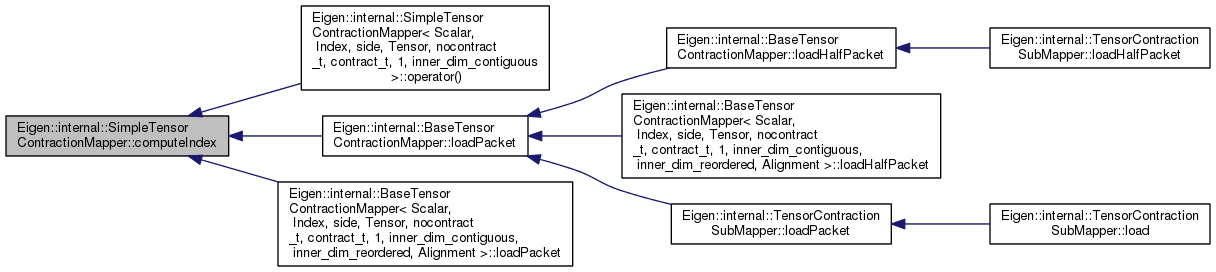 Eigen::internal::SimpleTensor
ContractionMapper::computeIndex
Eigen::internal::SimpleTensor
ContractionMapper< Scalar,
Index, side, Tensor, nocontract
_t, contract_t, 1, inner_dim_contiguous
>::operator()
Eigen::internal::BaseTensor
ContractionMapper::loadPacket
Eigen::internal::BaseTensor
ContractionMapper< Scalar,
Index, side, Tensor, nocontract
_t, contract_t, 1, inner_dim_contiguous,
inner_dim_reordered, Alignment >::loadPacket
Eigen::internal::BaseTensor
ContractionMapper::loadHalfPacket
Eigen::internal::BaseTensor
ContractionMapper< Scalar,
Index, side, Tensor, nocontract
_t, contract_t, 1, inner_dim_contiguous,
inner_dim_reordered, Alignment >::loadHalfPacket
Eigen::internal::TensorContraction
SubMapper::loadPacket
Eigen::internal::TensorContraction
SubMapper::loadHalfPacket
Eigen::internal::TensorContraction
SubMapper::load